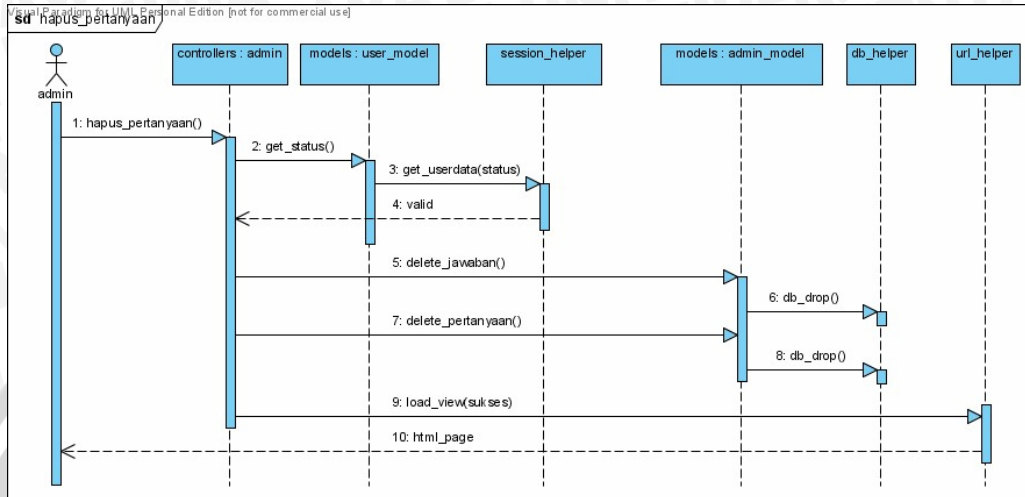 Visual Paradigm for UML Personal Edition [not for commercial use]
sd hapus_pertanyaan
controllers : admin
models : user_model
session_helper
models : admin_model
db_helper
url_helper
admin
1: hapus_pertanyaan()
2: get_status()
3: get_userdata(status)
4: valid
5: delete_jawaban()
6: db_drop()
7: delete_pertanyaan()
8: db_drop()
9: load_view(sukses)
10: html_page